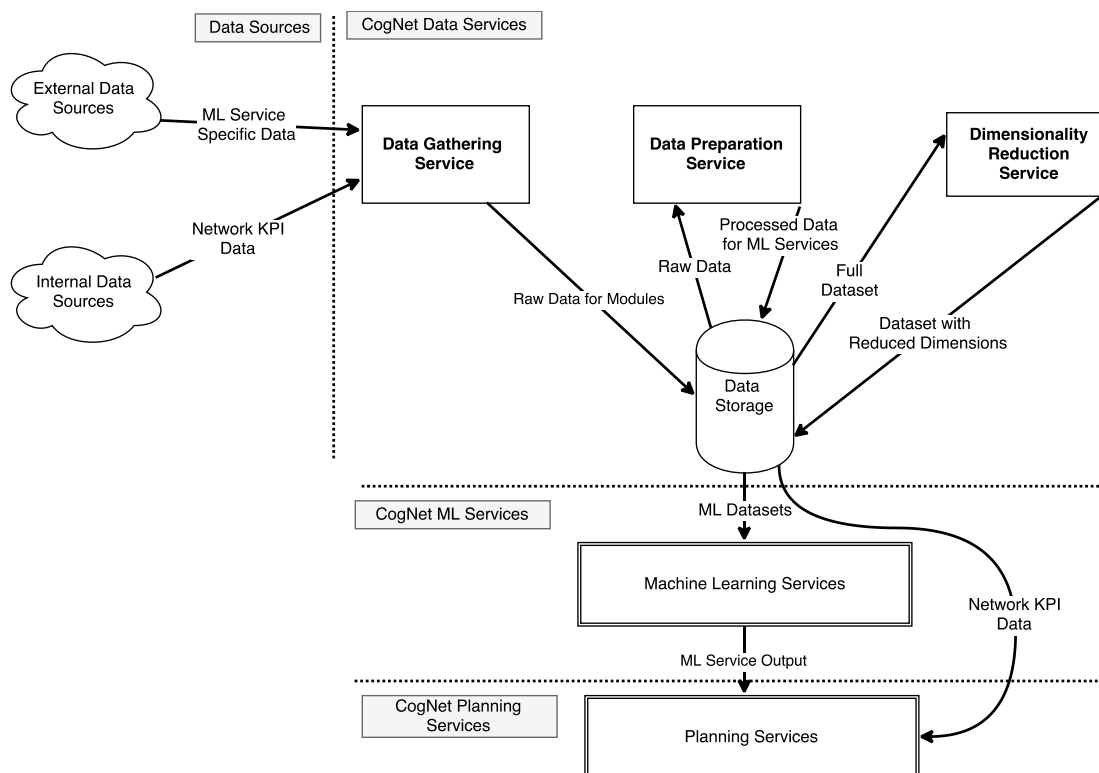 Data Sources
CogNet Data Services
External Data
Sources
ML Service
Specific Data
Data Gathering
Service
Data Preparation
Service
Dimensionality
Reduction
Service
Network KPI
Data
Internal Data
Sources
Raw Data for Modules
Raw Data
Processed Data
for ML Services
Full
Dataset
Dataset with
Reduced Dimensions
Data
Storage
CogNet ML Services
ML Datasets
Machine Learning Services
Network KPI
Data
ML Service Output
CogNet Planning
Services
Planning Services